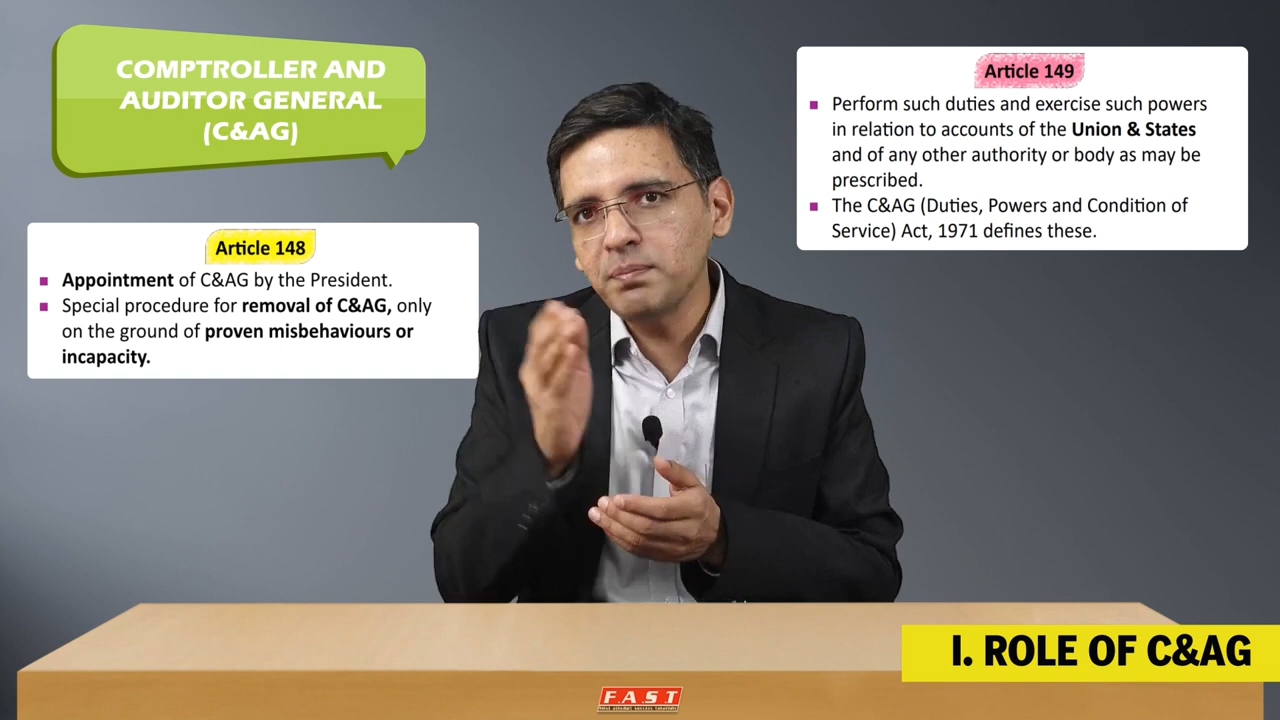 COMPTROLLER AND
AUDITOR GENERAL
(C&AG)
Article 148
Appointment of C&AG by the President.
Special procedure for removal of C&AG, only
on the ground of proven misbehaviours or
incapacity.
Article 149
Perform such duties and exercise such powers
in relation to accounts of the Union & States
and of any other authority or body as may be
prescribed.
The C&AG (Duties, Powers and Condition of
Service) Act, 1971 defines these.
I. ROLE OF C&AG
F.A.S.T